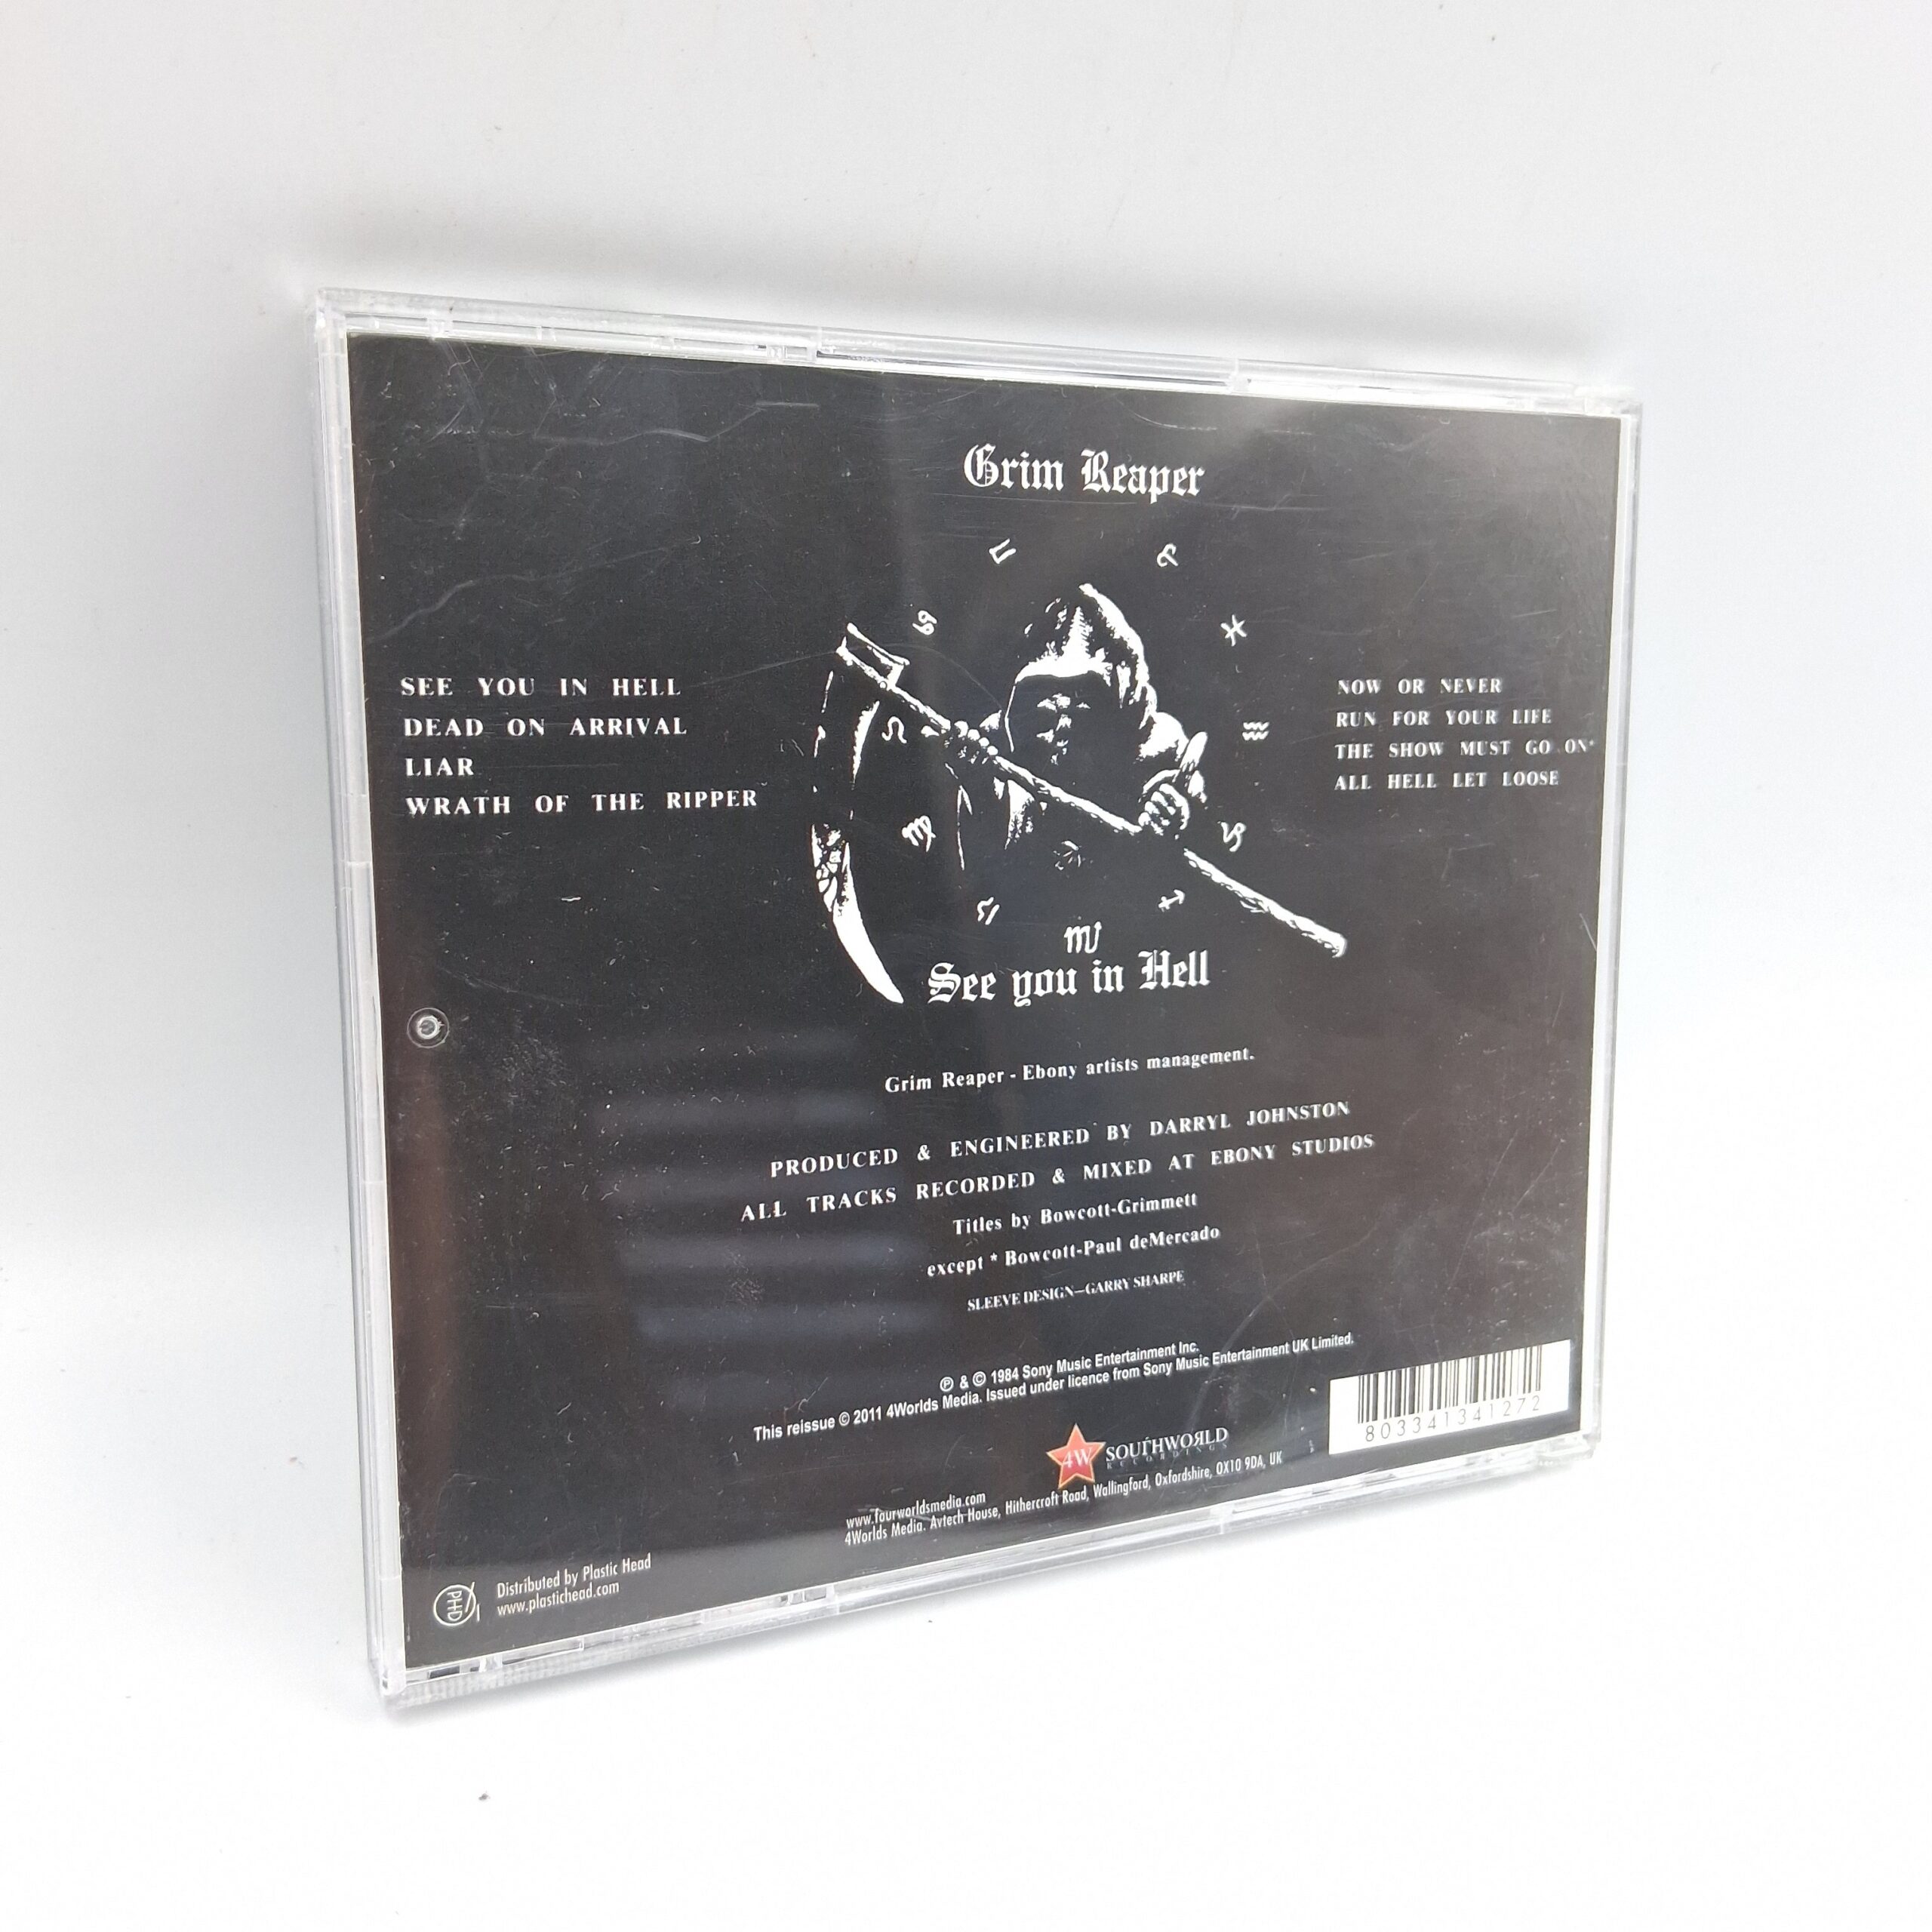 Grim Reaper
SEE YOU IN HELL
DEAD ON ARRIVAL
LIAR
WRATH OF THE RIPPER
NOW OR NEVER
RUN FOR YOUR LIFE
THE SHOW MUST GO ON*
ALL HELL LET LOOSE
See you in Hell
Grim Reaper - Ebony artists management.
PRODUCED & ENGINEERED BY DARRYL JOHNSTON
ALL TRACKS RECORDED & MIXED AT EBONY STUDIOS
Titles by Bowcott-Grimmett
except * Bowcott-Paul deMercado
SLEEVE DESIGN—GARRY SHARPE
℗ & © 1984 Sony Music Entertainment Inc.
This reissue © 2011 4Worlds Media. Issued under licence from Sony Music Entertainment UK Limited.
4W SOUTHWORLD
RECORDINGS
www.fourworldsmedia.com
4Worlds Media. Avtech House, Hithercroft Road, Wallingford, Oxfordshire, OX10 9DA, UK
803341341272
PHD
Distributed by Plastic Head
www.plastichead.com